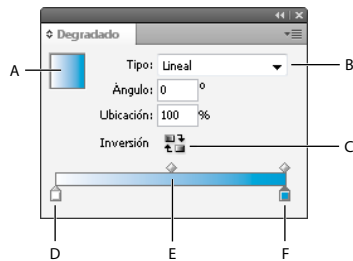 Degradado
A
Tipo: Lineal
B
Ángulo: 0 °
Ubicación: 100 %
Inversión
C
D
E
F